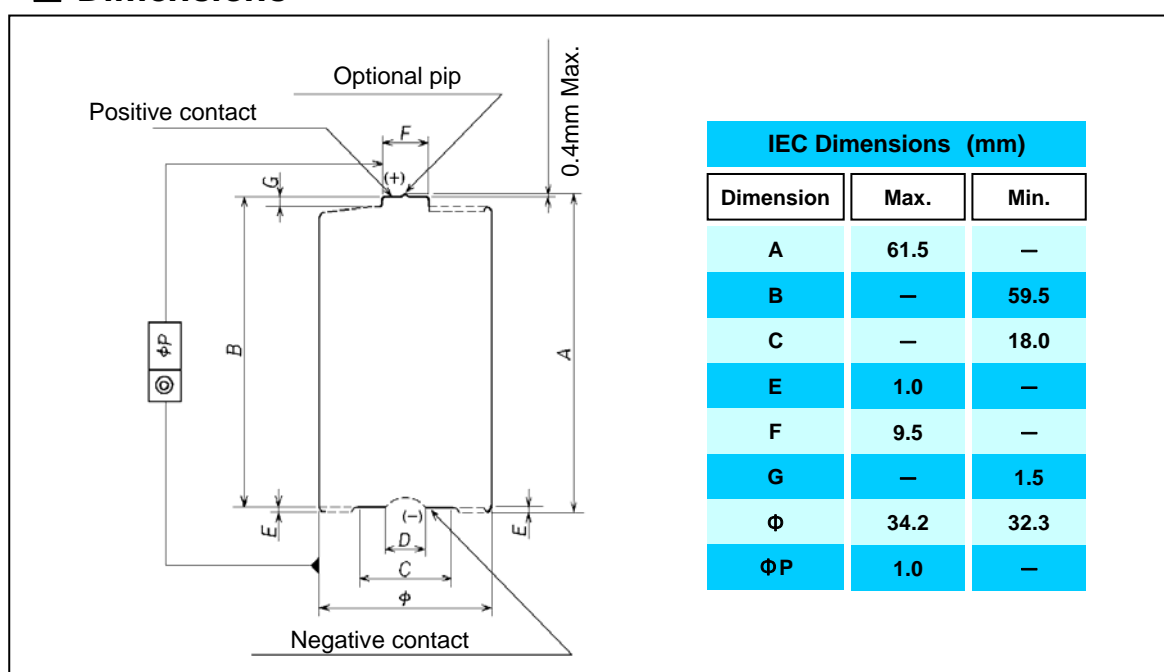 Optional pip
Positive contact
0.4mm Max.
F
G
(+)
B
A
ΦP
◎
E
(−)
E
D
C
Φ
Negative contact
IEC Dimensions (mm)
Dimension Max. Min.
A 61.5 —
B — 59.5
C — 18.0
E 1.0 —
F 9.5 —
G — 1.5
Φ 34.2 32.3
ΦP 1.0 —